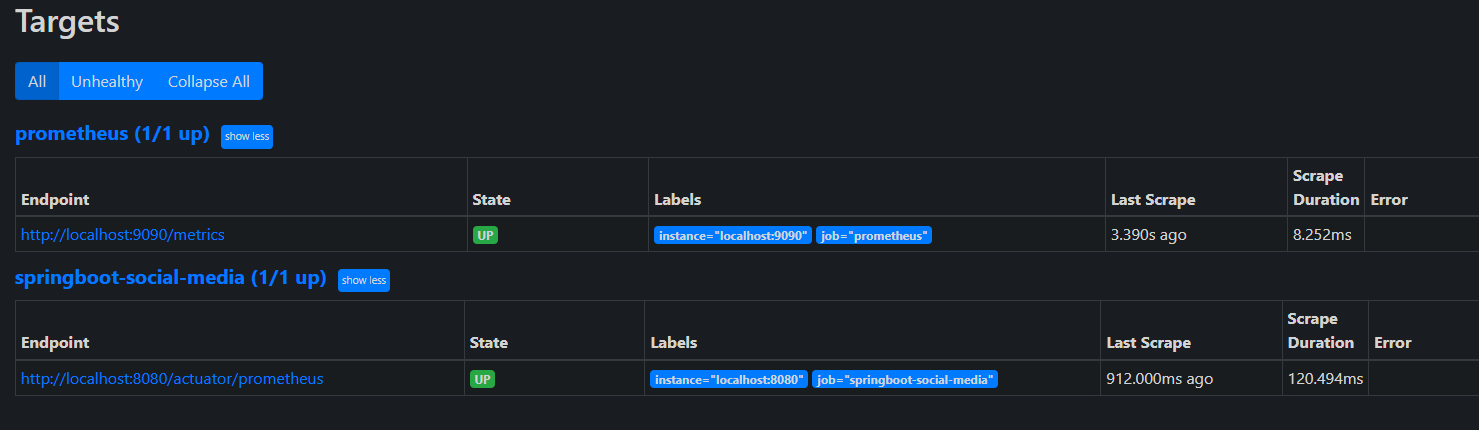 Targets
All Unhealthy Collapse All
prometheus (1/1 up) show less
Endpoint State Labels Last Scrape Scrape Duration Error
http://localhost:9090/metrics UP instance="localhost:9090" job="prometheus" 3.390s ago 8.252ms
springboot-social-media (1/1 up) show less
Endpoint State Labels Last Scrape Scrape Duration Error
http://localhost:8080/actuator/prometheus UP instance="localhost:8080" job="springboot-social-media" 912.000ms ago 120.494ms